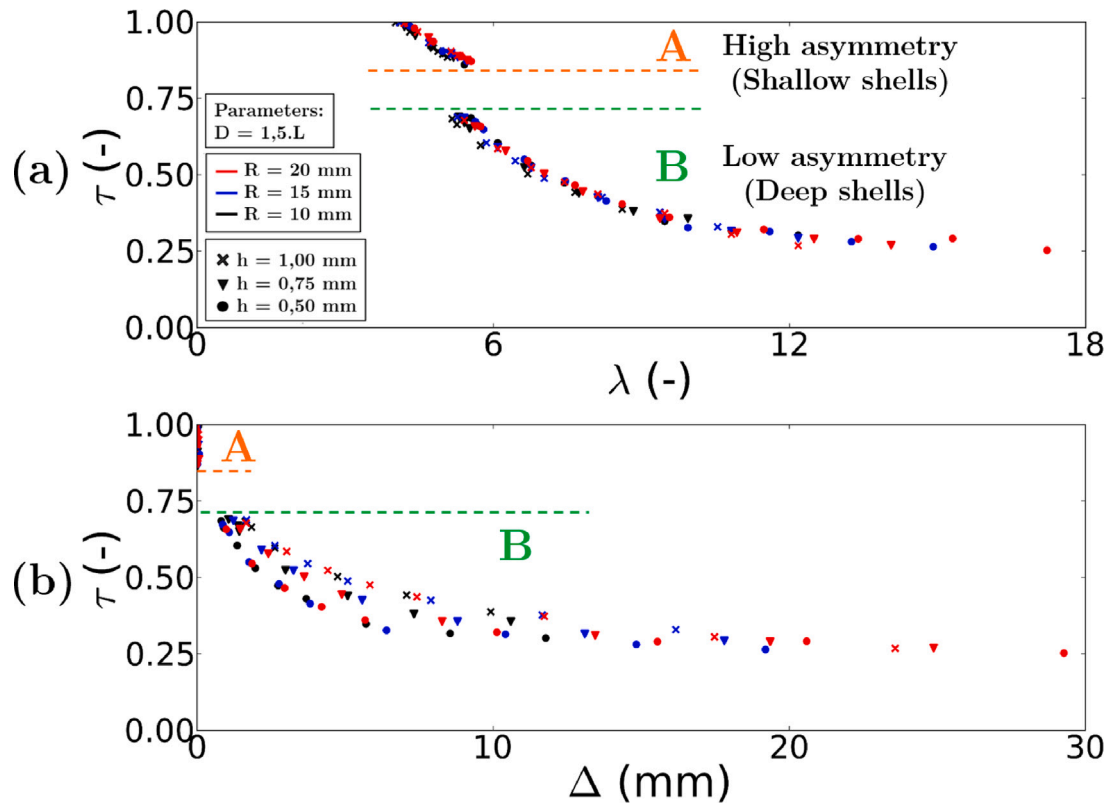 (a)
τ (-)
1.00
0.75
0.50
0.25
0.00
A
High asymmetry
(Shallow shells)
Parameters:
D = 1,5.L
R = 20 mm
R = 15 mm
R = 10 mm
h = 1,00 mm
h = 0,75 mm
h = 0,50 mm
B
Low asymmetry
(Deep shells)
0
6
12
18
λ (-)
(b)
τ (-)
1.00
0.75
0.50
0.25
0.00
A
B
0
10
20
30
Δ (mm)